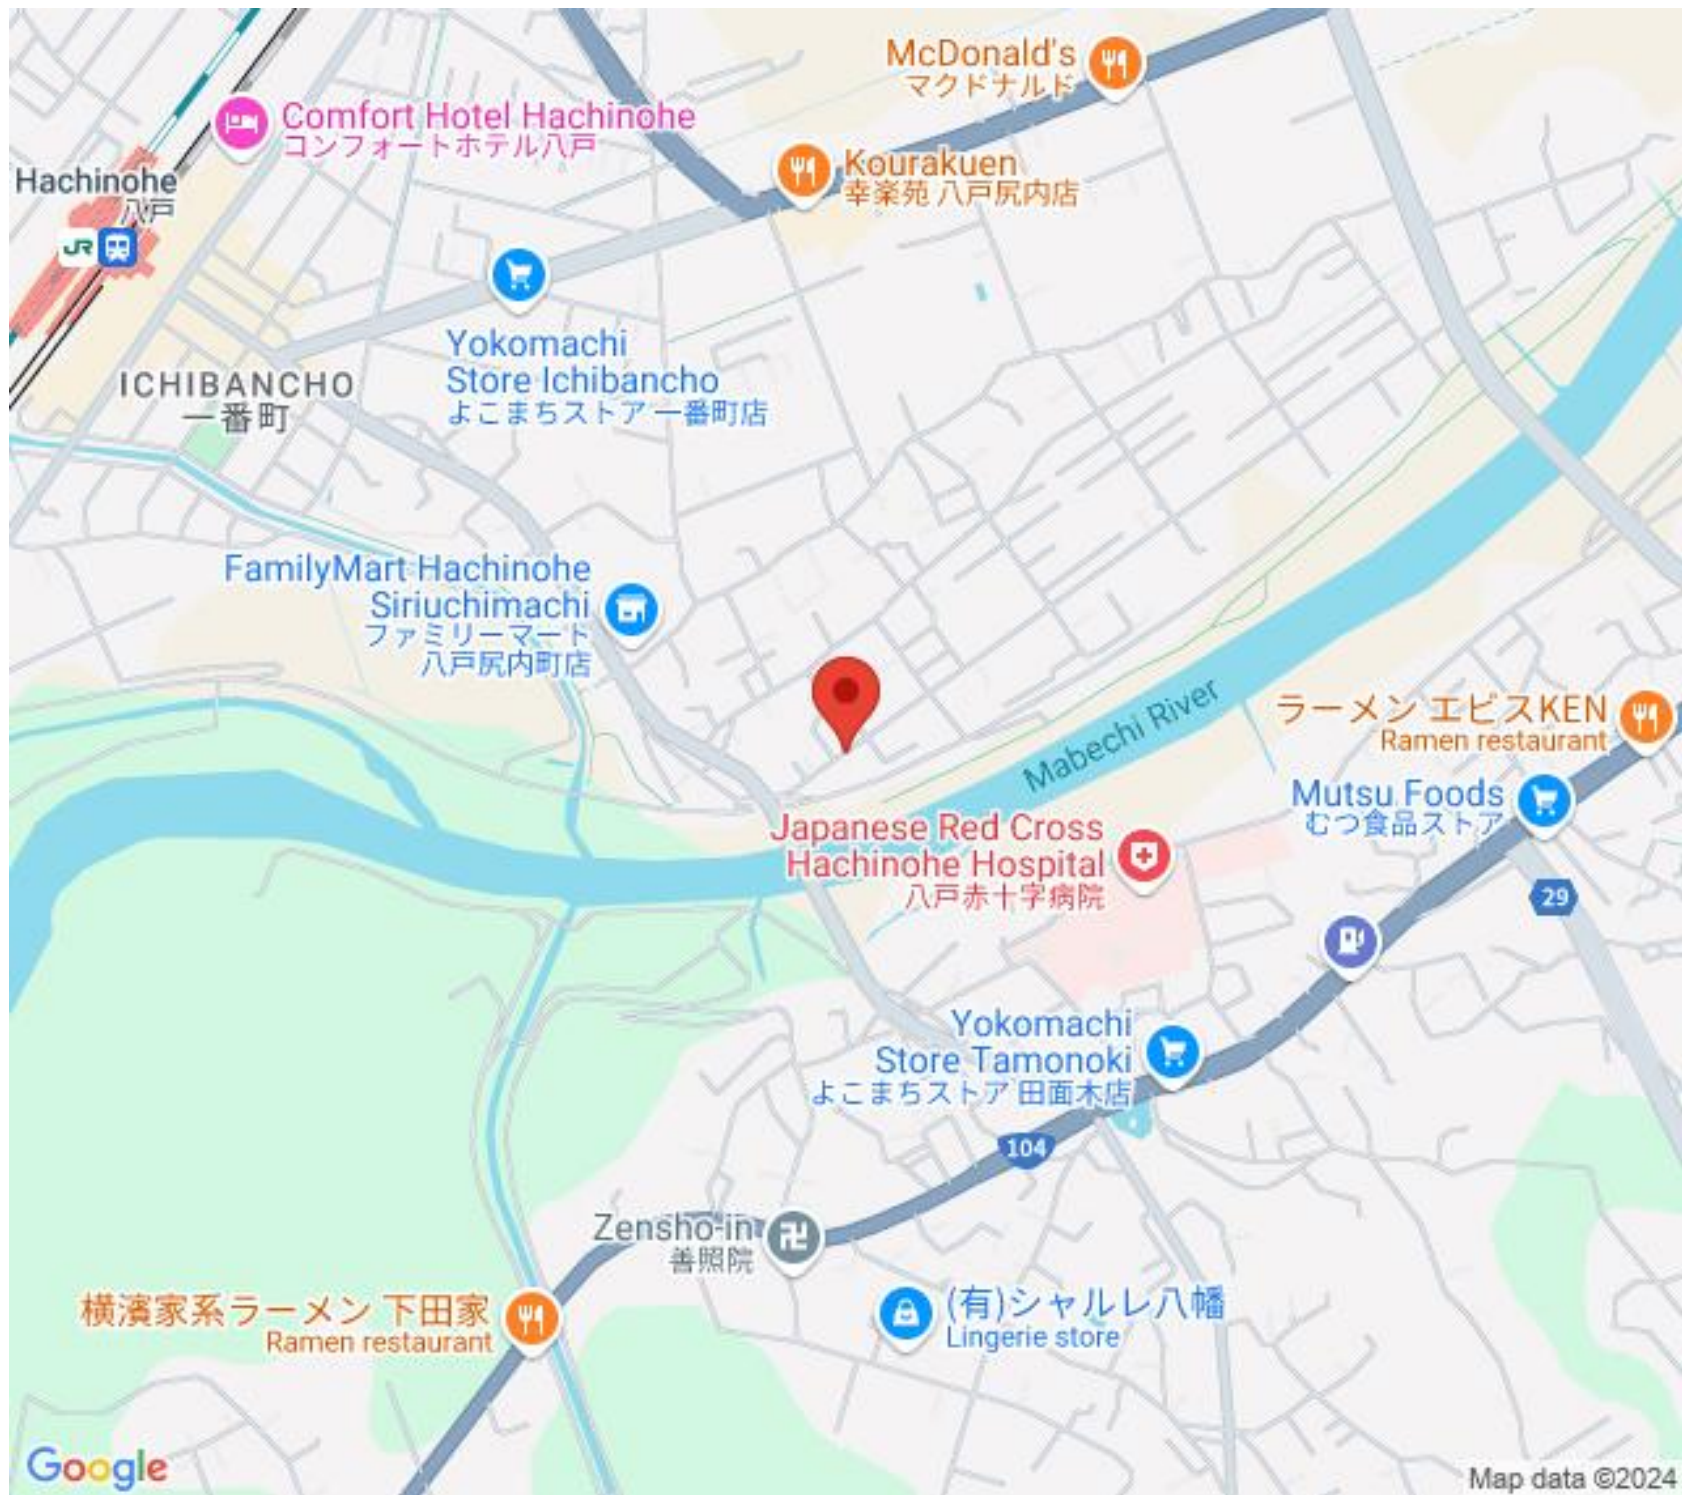 McDonald's
マクドナルド
Comfort Hotel Hachinohe
コンフォートホテル八戸
Kourakuen
幸楽苑 八戸尻内店
Hachinohe
八戸
JR
Yokomachi
Store Ichibancho
よこまちストア 一番町店
ICHIBANCHO
一番町
FamilyMart Hachinohe
Siriuchimachi
ファミリーマート
八戸尻内町店
Mabechi River
ラーメン エビスKEN
Ramen restaurant
Mutsu Foods
むつ食品ストア
Japanese Red Cross
Hachinohe Hospital
八戸赤十字病院
29
Yokomachi
Store Tamonoki
よこまちストア 田面木店
104
Zensho-in
善照院
横濱家系ラーメン 下田家
Ramen restaurant
(有)シャルレ八幡
Lingerie store
Google
Map data ©2024